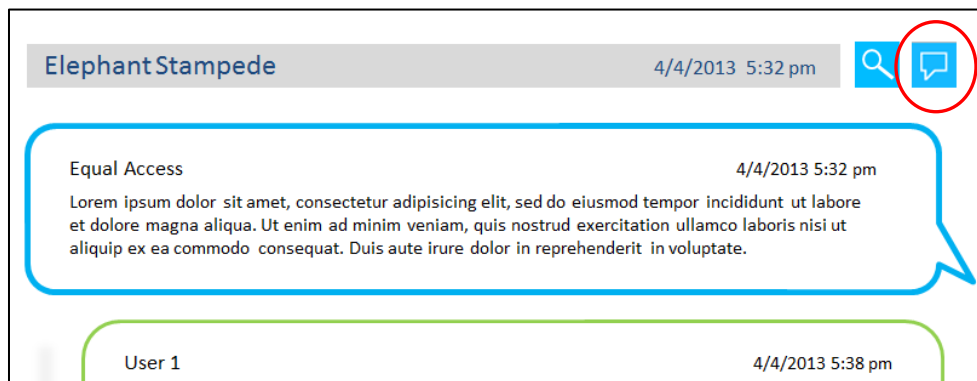 Elephant Stampede 4/4/2013 5:32 pm
Equal Access 4/4/2013 5:32 pm
Lorem ipsum dolor sit amet, consectetur adipisicing elit, sed do eiusmod tempor incididunt ut labore
et dolore magna aliqua. Ut enim ad minim veniam, quis nostrud exercitation ullamco laboris nisi ut
aliquip ex ea commodo consequat. Duis aute irure dolor in reprehenderit in voluptate.
User 1 4/4/2013 5:38 pm